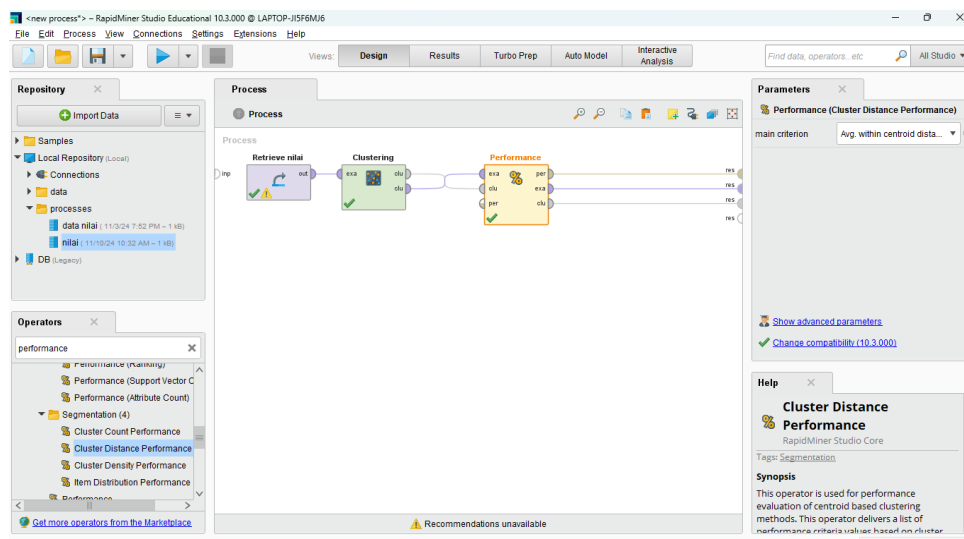 <new process*> – RapidMiner Studio Educational 10.3.000 @ LAPTOP-JI5F6MJ6
File Edit Process View Connections Settings Extensions Help
Views: Design Results Turbo Prep Auto Model Interactive Analysis
Find data, operators...etc All Studio
Repository
Import Data
Samples
Local Repository (Local)
Connections
data
processes
data nilai ( 11/3/24 7:52 PM – 1 kB)
nilai ( 11/10/24 10:32 AM – 1 kB)
DB (Legacy)
Operators
performance
Performance (Ranking)
Performance (Support Vector C
Performance (Attribute Count)
Segmentation (4)
Cluster Count Performance
Cluster Distance Performance
Cluster Density Performance
Item Distribution Performance
Performance
Get more operators from the Marketplace
Process
Process
Process
inp
Retrieve nilai
out
Clustering
exa clu
clu
Performance
exa per
clu exa
per clu
res
res
res
res
Recommendations unavailable
Parameters
Performance (Cluster Distance Performance)
main criterion Avg. within centroid dista...
Show advanced parameters
Change compatibility (10.3.000)
Help
Cluster Distance
Performance
RapidMiner Studio Core
Tags: Segmentation
Synopsis
This operator is used for performance
evaluation of centroid based clustering
methods. This operator delivers a list of
performance criteria values based on cluster